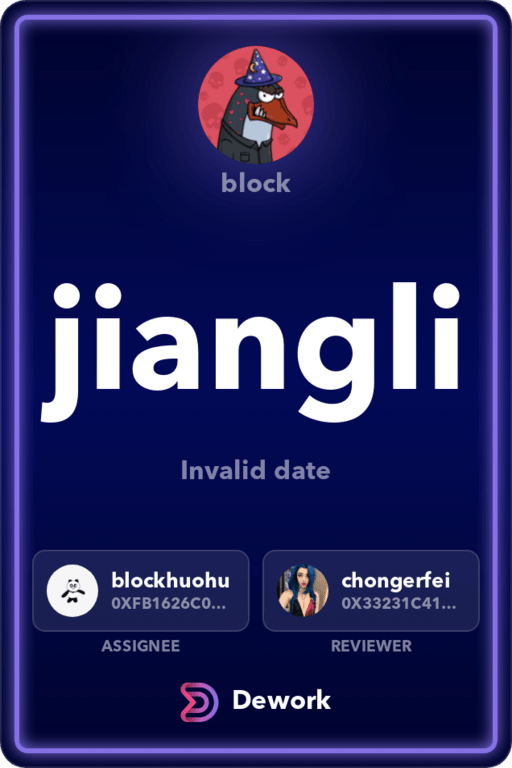 block
jiangli
Invalid date
blockhuohu
0XFB1626C0...
chongerfei
0X33231C41...
ASSIGNEE
REVIEWER
Dework